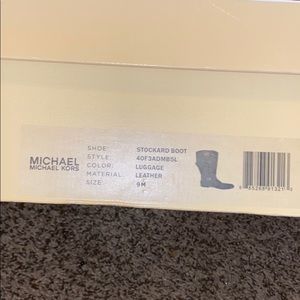 MICHAEL
MICHAEL KORS
SHOE: STOCKARD BOOT
STYLE: 40F3ADMB5L
COLOR: LUGGAGE
MATERIAL: LEATHER
SIZE: 9M